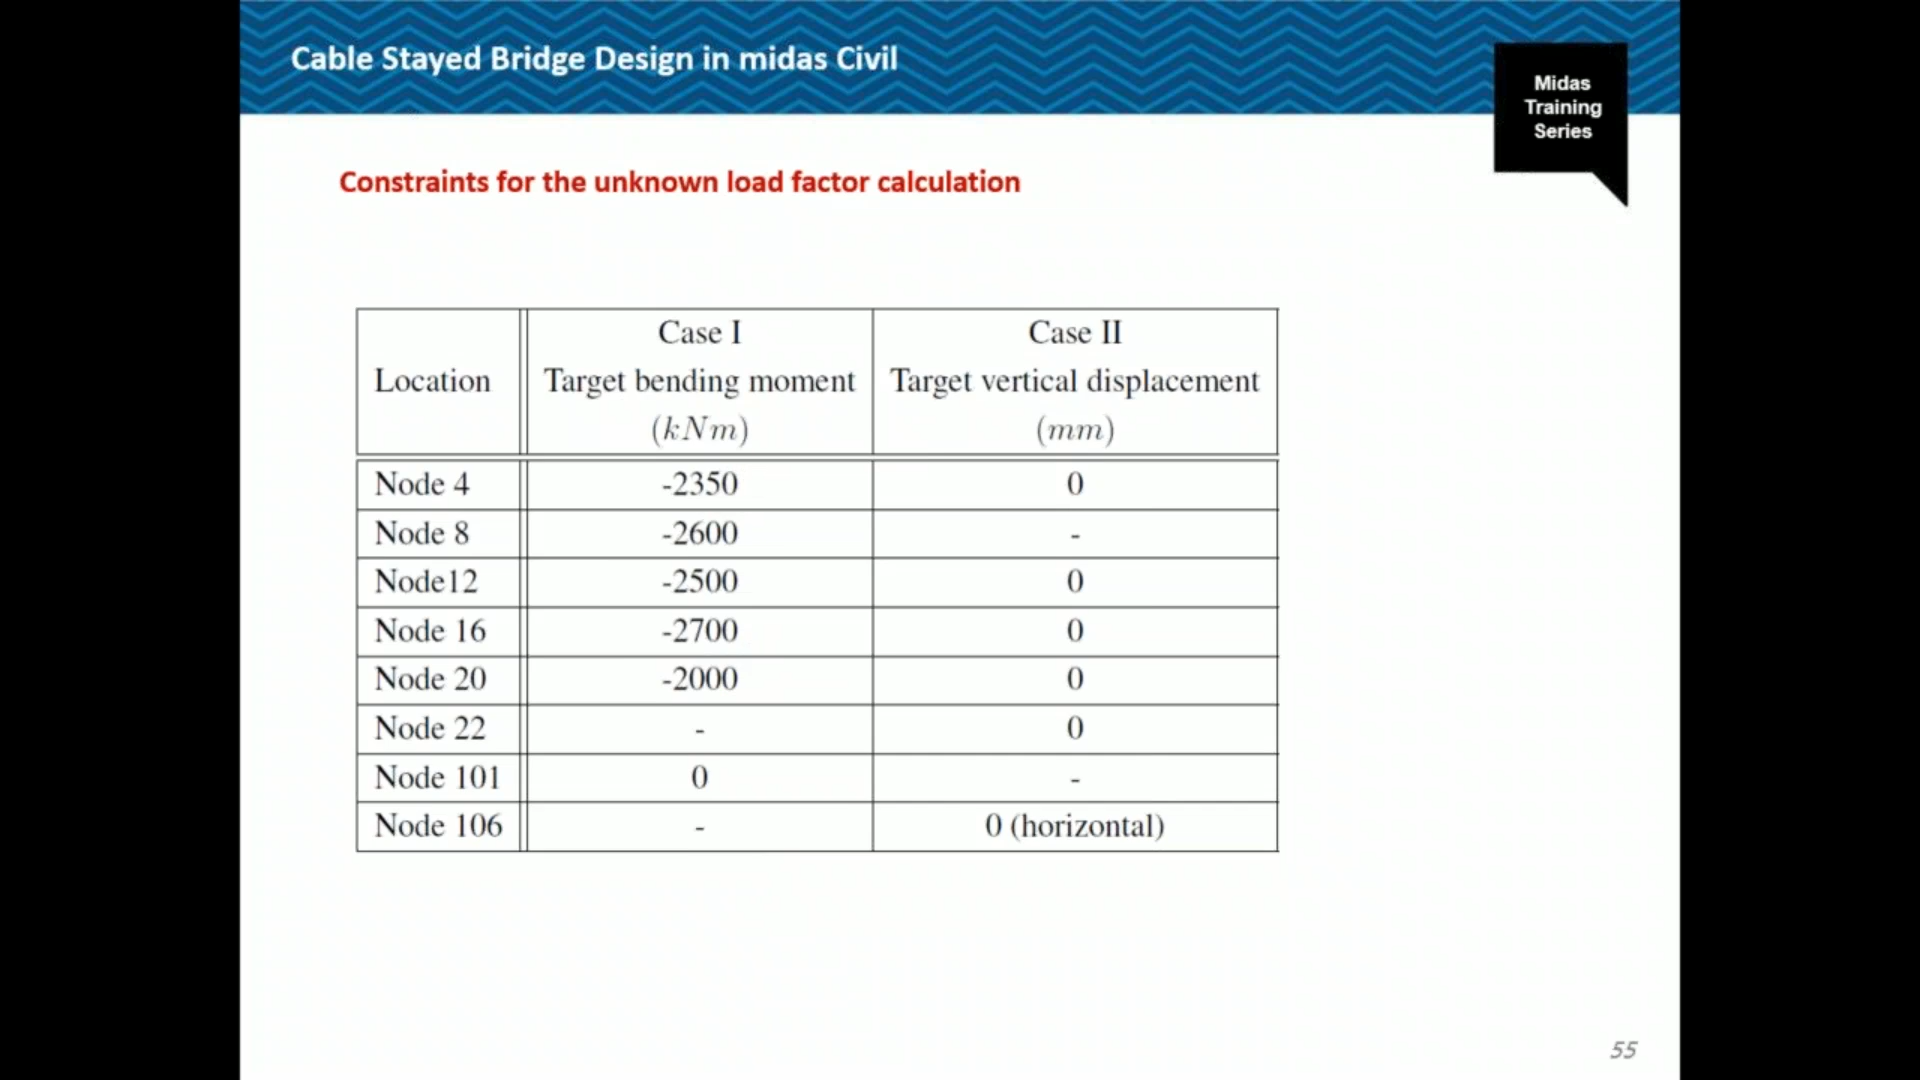 Cable Stayed Bridge Design in midas Civil
Midas
Training
Series
Constraints for the unknown load factor calculation
Location
Case I
Target bending moment
(kNm)
Case II
Target vertical displacement
(mm)
Node 4 -2350 0
Node 8 -2600 -
Node12 -2500 0
Node 16 -2700 0
Node 20 -2000 0
Node 22 - 0
Node 101 0 -
Node 106 - 0 (horizontal)
55